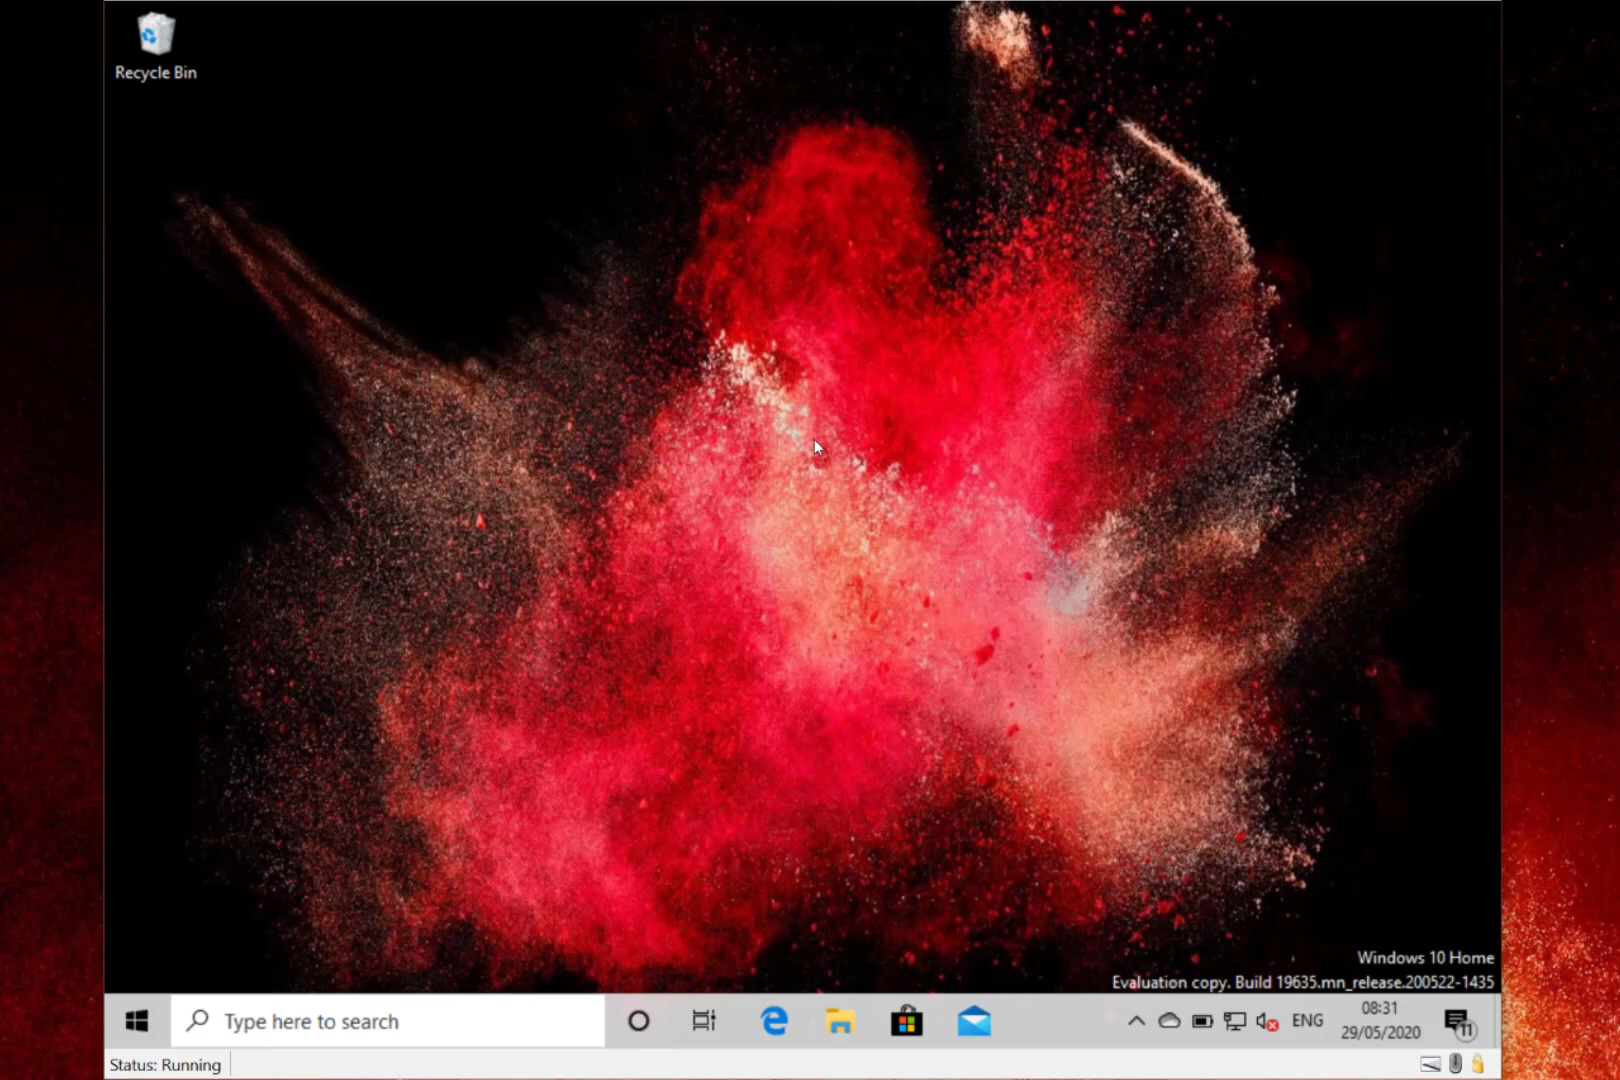 Recycle Bin
Windows 10 Home
Evaluation copy. Build 19635.mn_release.200522-1435
Type here to search
ENG
08:31
29/05/2020
11
Status: Running